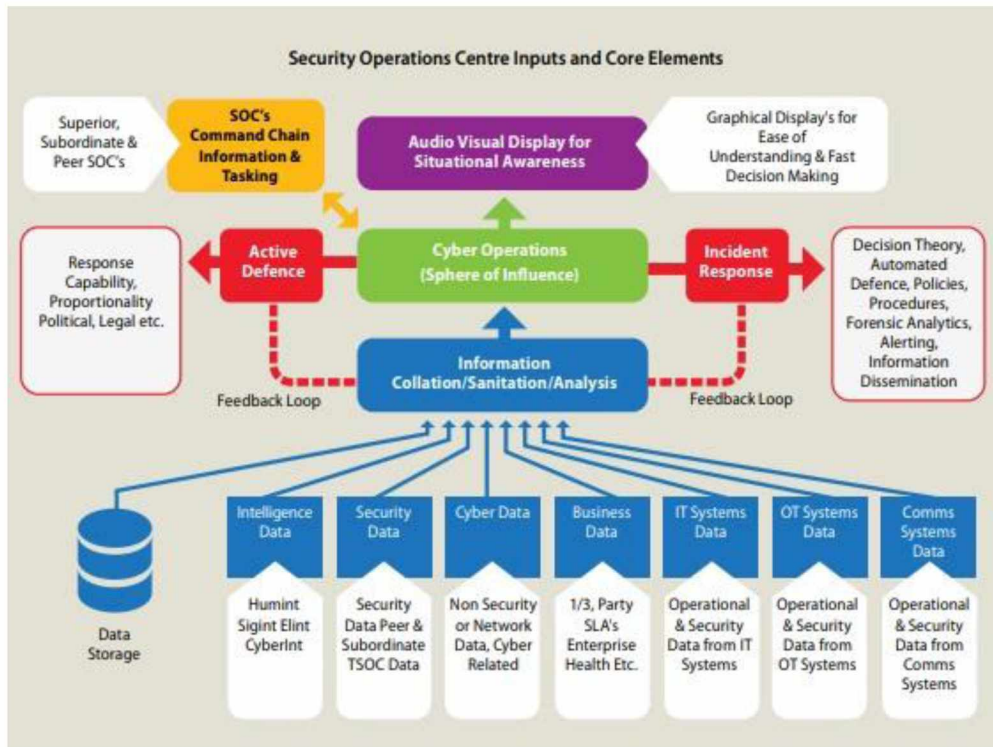 Security Operations Centre Inputs and Core Elements
Superior,
Subordinate &
Peer SOC's
SOC's
Command Chain
Information &
Tasking
Audio Visual Display for
Situational Awareness
Graphical Display's for
Ease of
Understanding & Fast
Decision Making
Response
Capability,
Proportionality
Political, Legal etc.
Active
Defence
Cyber Operations
(Sphere of Influence)
Incident
Response
Decision Theory,
Automated
Defence, Policies,
Procedures,
Forensic Analytics,
Alerting,
Information
Dissemination
Information
Collation/Sanitation/Analysis
Feedback Loop
Feedback Loop
Data
Storage
Intelligence
Data
Humint
Sigint Elint
CyberInt
Security
Data
Security
Data Peer &
Subordinate
TSOC Data
Cyber Data
Non Security
or Network
Data, Cyber
Related
Business
Data
1/3, Party
SLA's
Enterprise
Health Etc.
IT Systems
Data
Operational
& Security
Data from IT
Systems
OT Systems
Data
Operational
& Security
Data from
OT Systems
Comms
Systems
Data
Operational
& Security
Data from
Comms
Systems